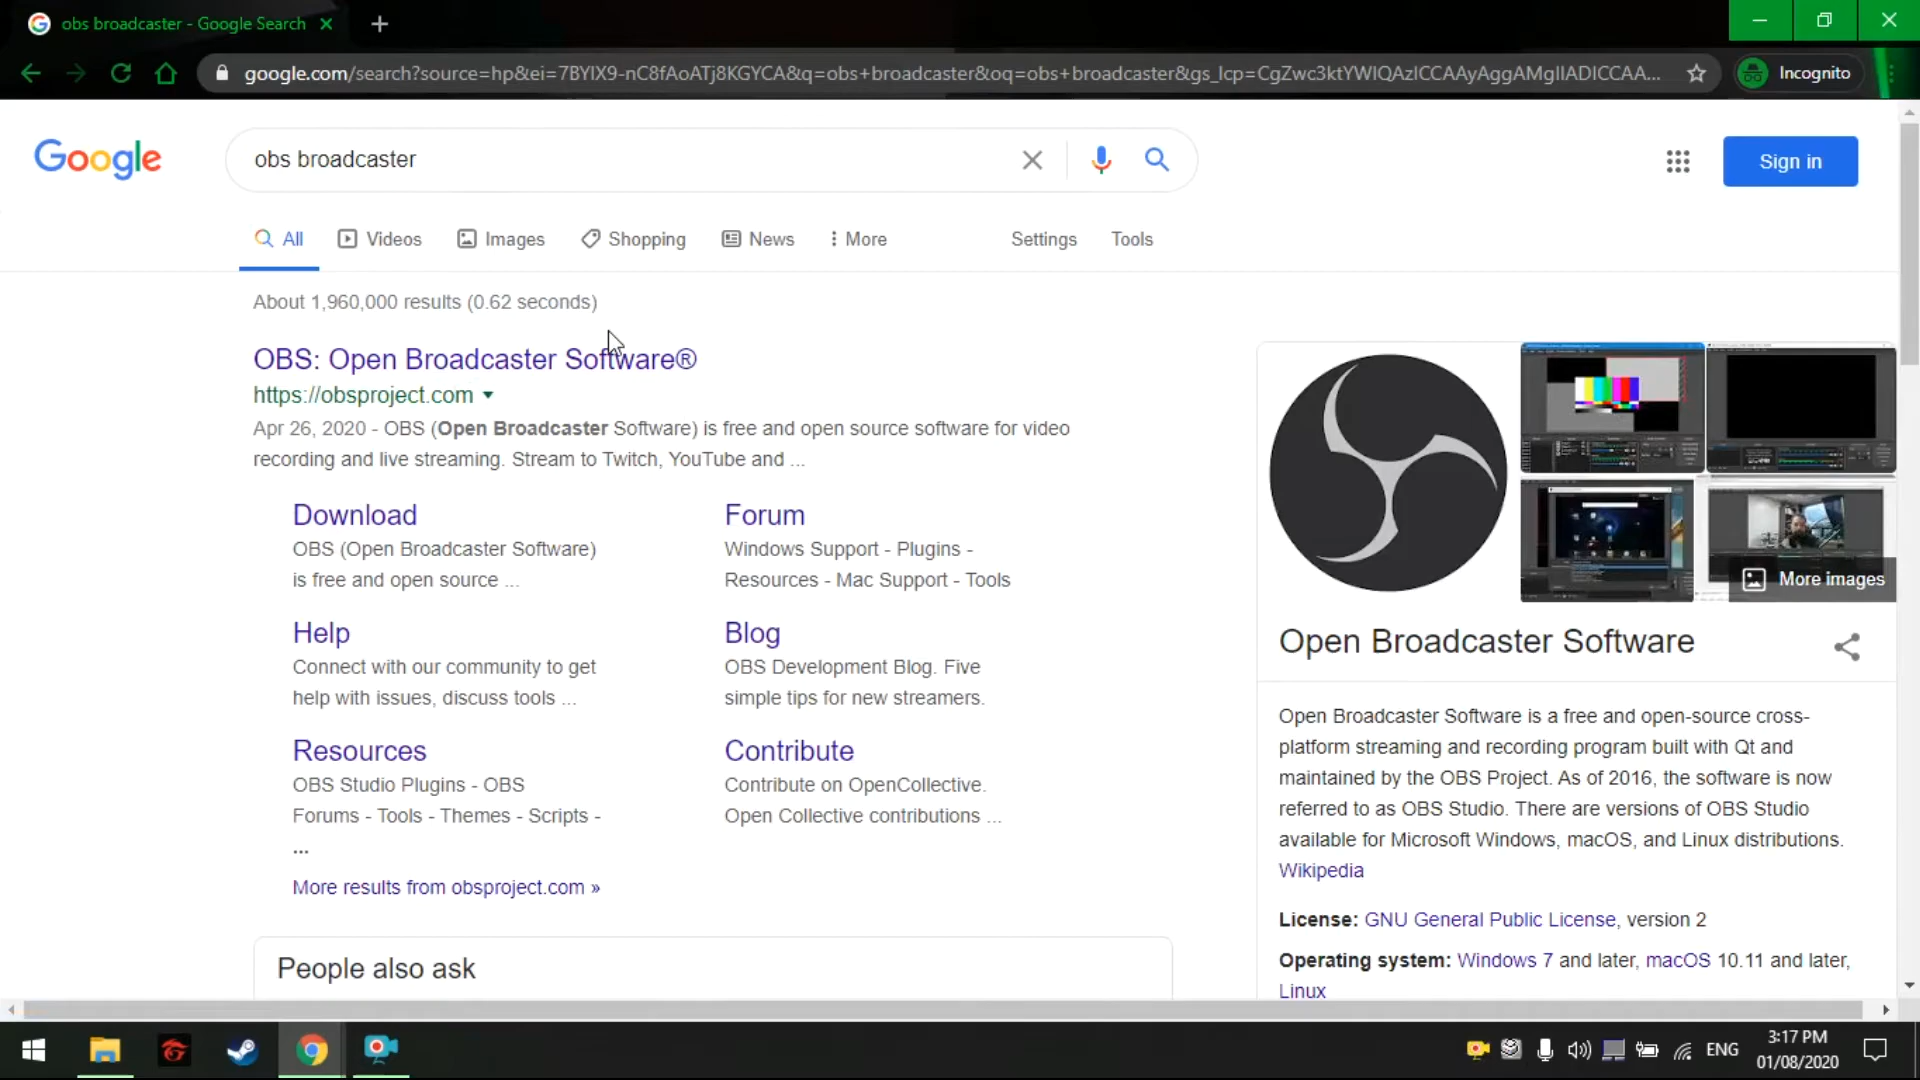 obs broadcaster - Google Search
google.com/search?source=hp&ei=7BYlX9-nC8fAoATj8KGYCA&q=obs+broadcaster&oq=obs+broadcaster&gs_lcp=CgZwc3ktYWIQAzICCAAyAggAMgIIADICCAA...
Incognito
Google
obs broadcaster
Sign in
All
Videos
Images
Shopping
News
More
Settings
Tools
About 1,960,000 results (0.62 seconds)
OBS: Open Broadcaster Software®
https://obsproject.com
Apr 26, 2020 - OBS (Open Broadcaster Software) is free and open source software for video
recording and live streaming. Stream to Twitch, YouTube and ...
Download
OBS (Open Broadcaster Software)
is free and open source ...
Forum
Windows Support - Plugins -
Resources - Mac Support - Tools
Help
Connect with our community to get
help with issues, discuss tools ...
Blog
OBS Development Blog. Five
simple tips for new streamers.
Resources
OBS Studio Plugins - OBS
Forums - Tools - Themes - Scripts -
...
Contribute
Contribute on OpenCollective.
Open Collective contributions ...
More results from obsproject.com »
People also ask
More images
Open Broadcaster Software
Open Broadcaster Software is a free and open-source cross-
platform streaming and recording program built with Qt and
maintained by the OBS Project. As of 2016, the software is now
referred to as OBS Studio. There are versions of OBS Studio
available for Microsoft Windows, macOS, and Linux distributions.
Wikipedia
License: GNU General Public License, version 2
Operating system: Windows 7 and later, macOS 10.11 and later,
Linux
ENG
3:17 PM
01/08/2020